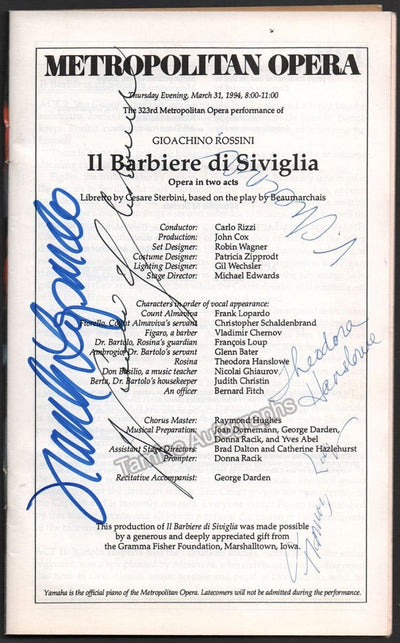 METROPOLITAN OPERA
Thursday Evening, March 31, 1994, 8:00-11:00
The 323rd Metropolitan Opera performance of
GIOACHINO ROSSINI
Il Barbiere di Siviglia
Opera in two acts
Libretto by Cesare Sterbini, based on the play by Beaumarchais
Conductor: Carlo Rizzi
Production: John Cox
Set Designer: Robin Wagner
Costume Designer: Patricia Zipprodt
Lighting Designer: Gil Wechsler
Stage Director: Michael Edwards
Characters in order of vocal appearance:
Count Almaviva Frank Lopardo
Fiorello, Count Almaviva's servant Christopher Schaldenbrand
Figaro, a barber Vladimir Chernov
Dr. Bartolo, Rosina's guardian François Loup
Ambrogio, Dr. Bartolo's servant Glenn Bater
Rosina Theodora Hanslowe
Don Basilio, a music teacher Nicolai Ghiaurov
Berta, Dr. Bartolo's housekeeper Judith Christin
An officer Bernard Fitch
Theodora
Hanslowe
Chorus Master: Raymond Hughes
Musical Preparation: Joan Dornemann, George Darden,
Donna Racik, and Yves Abel
Assistant Stage Directors: Brad Dalton and Catherine Hazlehurst
Prompter: Donna Racik
Recitative Accompanist: George Darden
Tamino Autographs
Frank Lopardo
This production of Il Barbiere di Siviglia was made possible
by a generous and deeply appreciated gift from
the Gramma Fisher Foundation, Marshalltown, Iowa.
Yamaha is the official piano of the Metropolitan Opera. Latecomers will not be admitted during the performance.